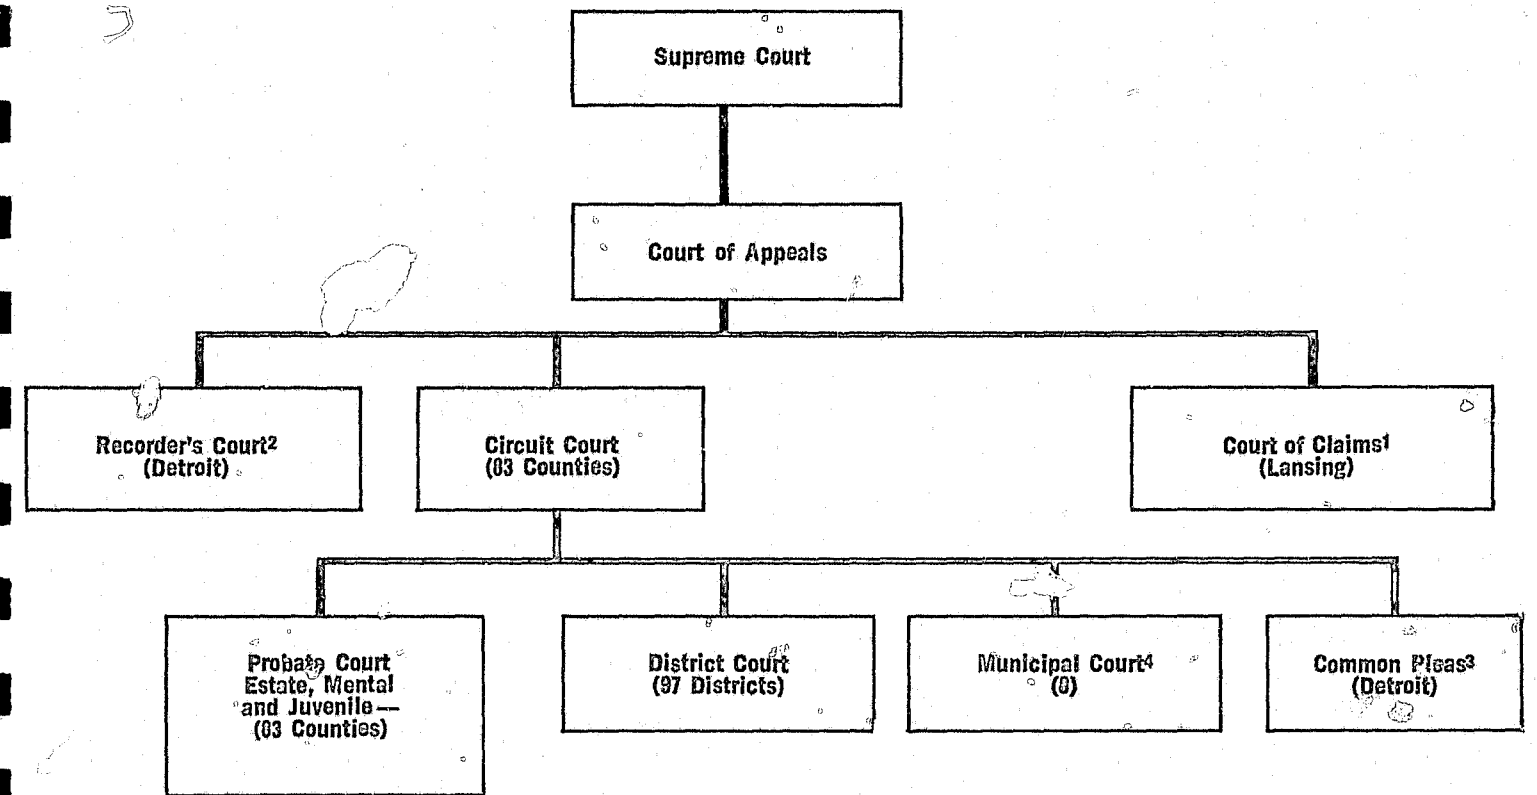 Supreme Court
Court of Appeals
Recorder's Court²
(Detroit)
Circuit Court
(83 Counties)
Court of Claims¹
(Lansing)
Probate Court
Estate, Mental
and Juvenile—
(83 Counties)
District Court
(97 Districts)
Municipal Court⁴
(8)
Common Pleas³
(Detroit)